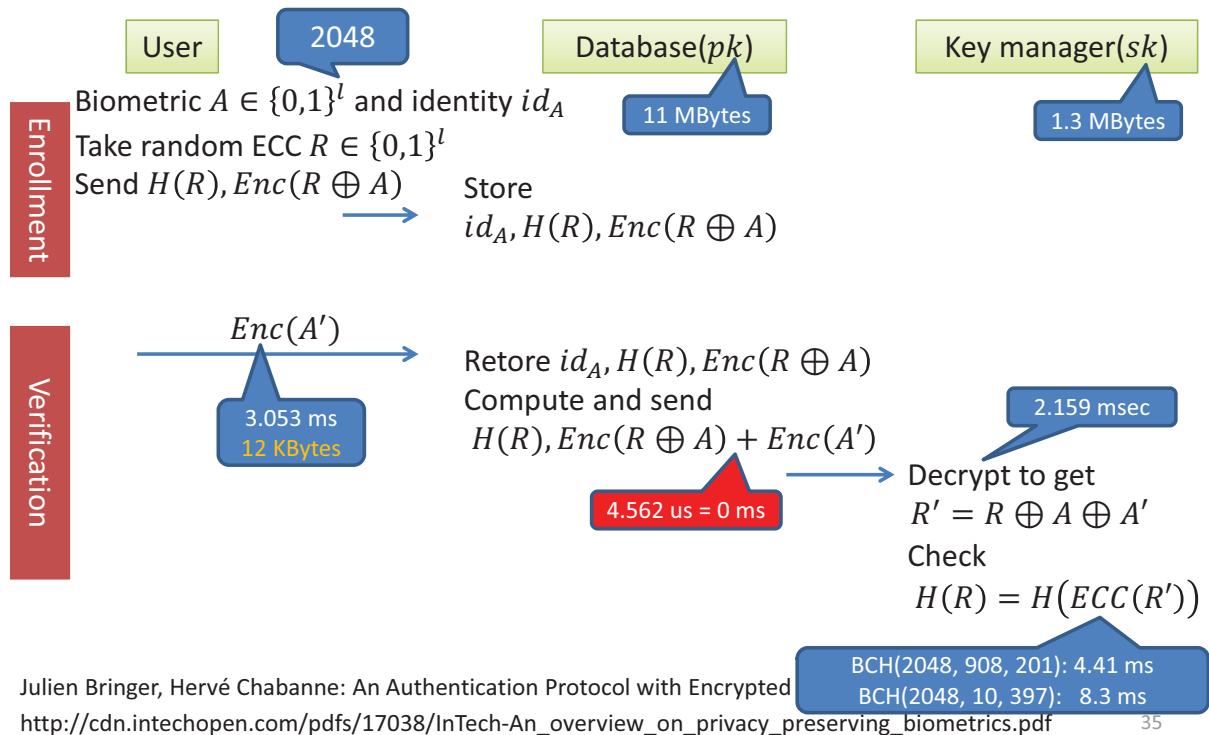 User
2048
Database(pk)
Key manager(sk)
11 MBytes
1.3 MBytes
Enrollment
Biometric A ∈ {0,1}^l and identity id_A
Take random ECC R ∈ {0,1}^l
Send H(R), Enc(R ⊕ A)
Store
id_A, H(R), Enc(R ⊕ A)
Verification
Enc(A′)
3.053 ms
12 KBytes
Retore id_A, H(R), Enc(R ⊕ A)
Compute and send
H(R), Enc(R ⊕ A) + Enc(A′)
4.562 us = 0 ms
2.159 msec
Decrypt to get
R′ = R ⊕ A ⊕ A′
Check
H(R) = H(ECC(R′))
BCH(2048, 908, 201): 4.41 ms
BCH(2048, 10, 397): 8.3 ms
Julien Bringer, Hervé Chabanne: An Authentication Protocol with Encrypted
http://cdn.intechopen.com/pdfs/17038/InTech-An_overview_on_privacy_preserving_biometrics.pdf
35